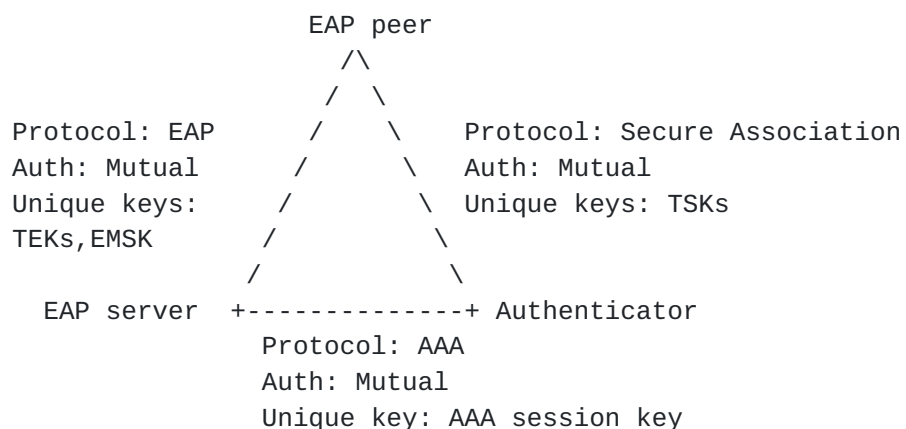 EAP peer
/\
/  \
Protocol: EAP      /    \    Protocol: Secure Association
Auth: Mutual      /      \   Auth: Mutual
Unique keys:     /        \  Unique keys: TSKs
TEKs,EMSK       /          \
/            \
EAP server  +--------------+ Authenticator
Protocol: AAA
Auth: Mutual
Unique key: AAA session key